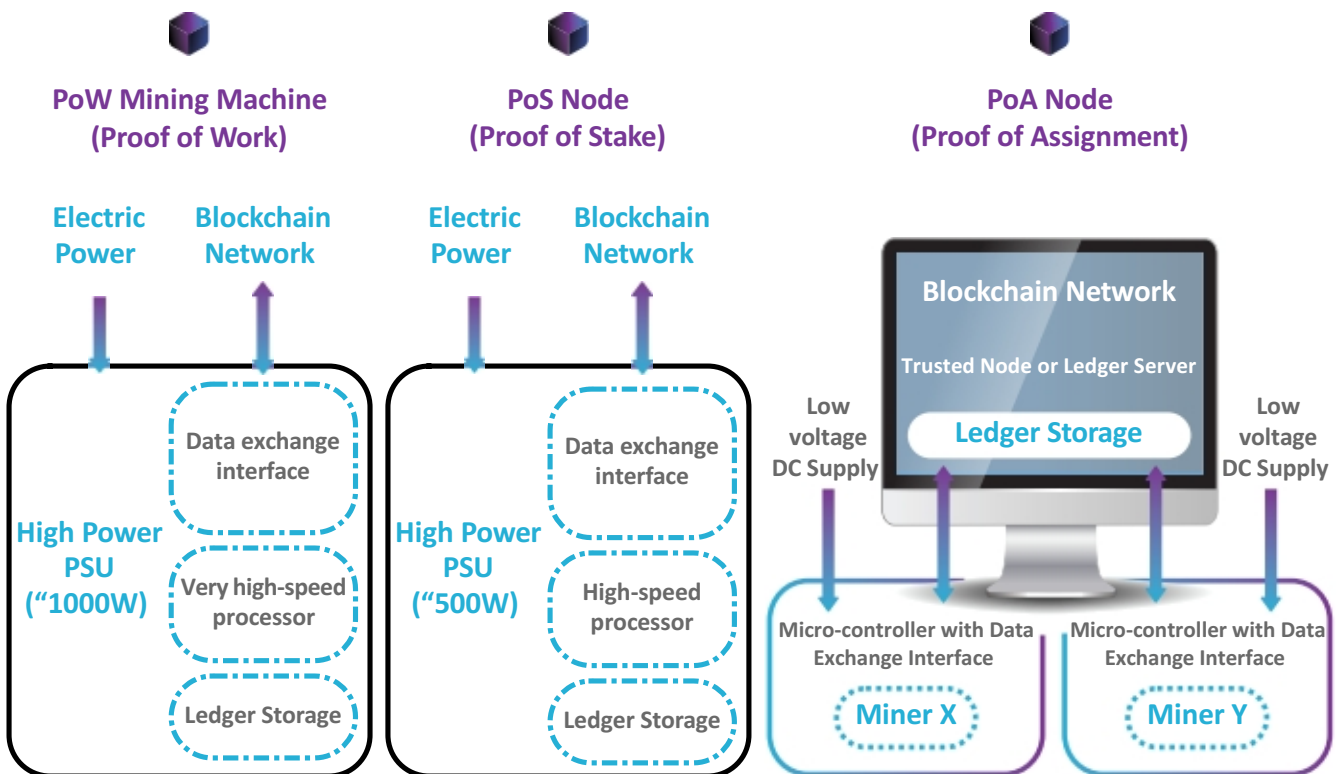 PoW Mining Machine
(Proof of Work)
Electric
Power
Blockchain
Network
High Power
PSU
(“1000W)
Data exchange
interface
Very high-speed
processor
Ledger Storage
PoS Node
(Proof of Stake)
Electric
Power
Blockchain
Network
High Power
PSU
(“500W)
Data exchange
interface
High-speed
processor
Ledger Storage
PoA Node
(Proof of Assignment)
Blockchain Network
Trusted Node or Ledger Server
Ledger Storage
Low
voltage
DC Supply
Low
voltage
DC Supply
Micro-controller with Data
Exchange Interface
Miner X
Micro-controller with Data
Exchange Interface
Miner Y